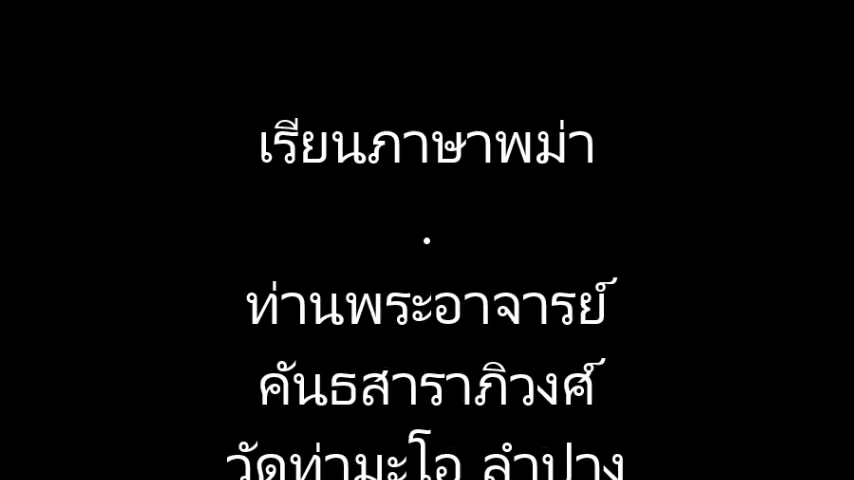 เรียนภาษาพม่า
.
ท่านพระอาจารย์
คันธสาราภิวงศ์
วัดท่ามะโอ ลำปาง